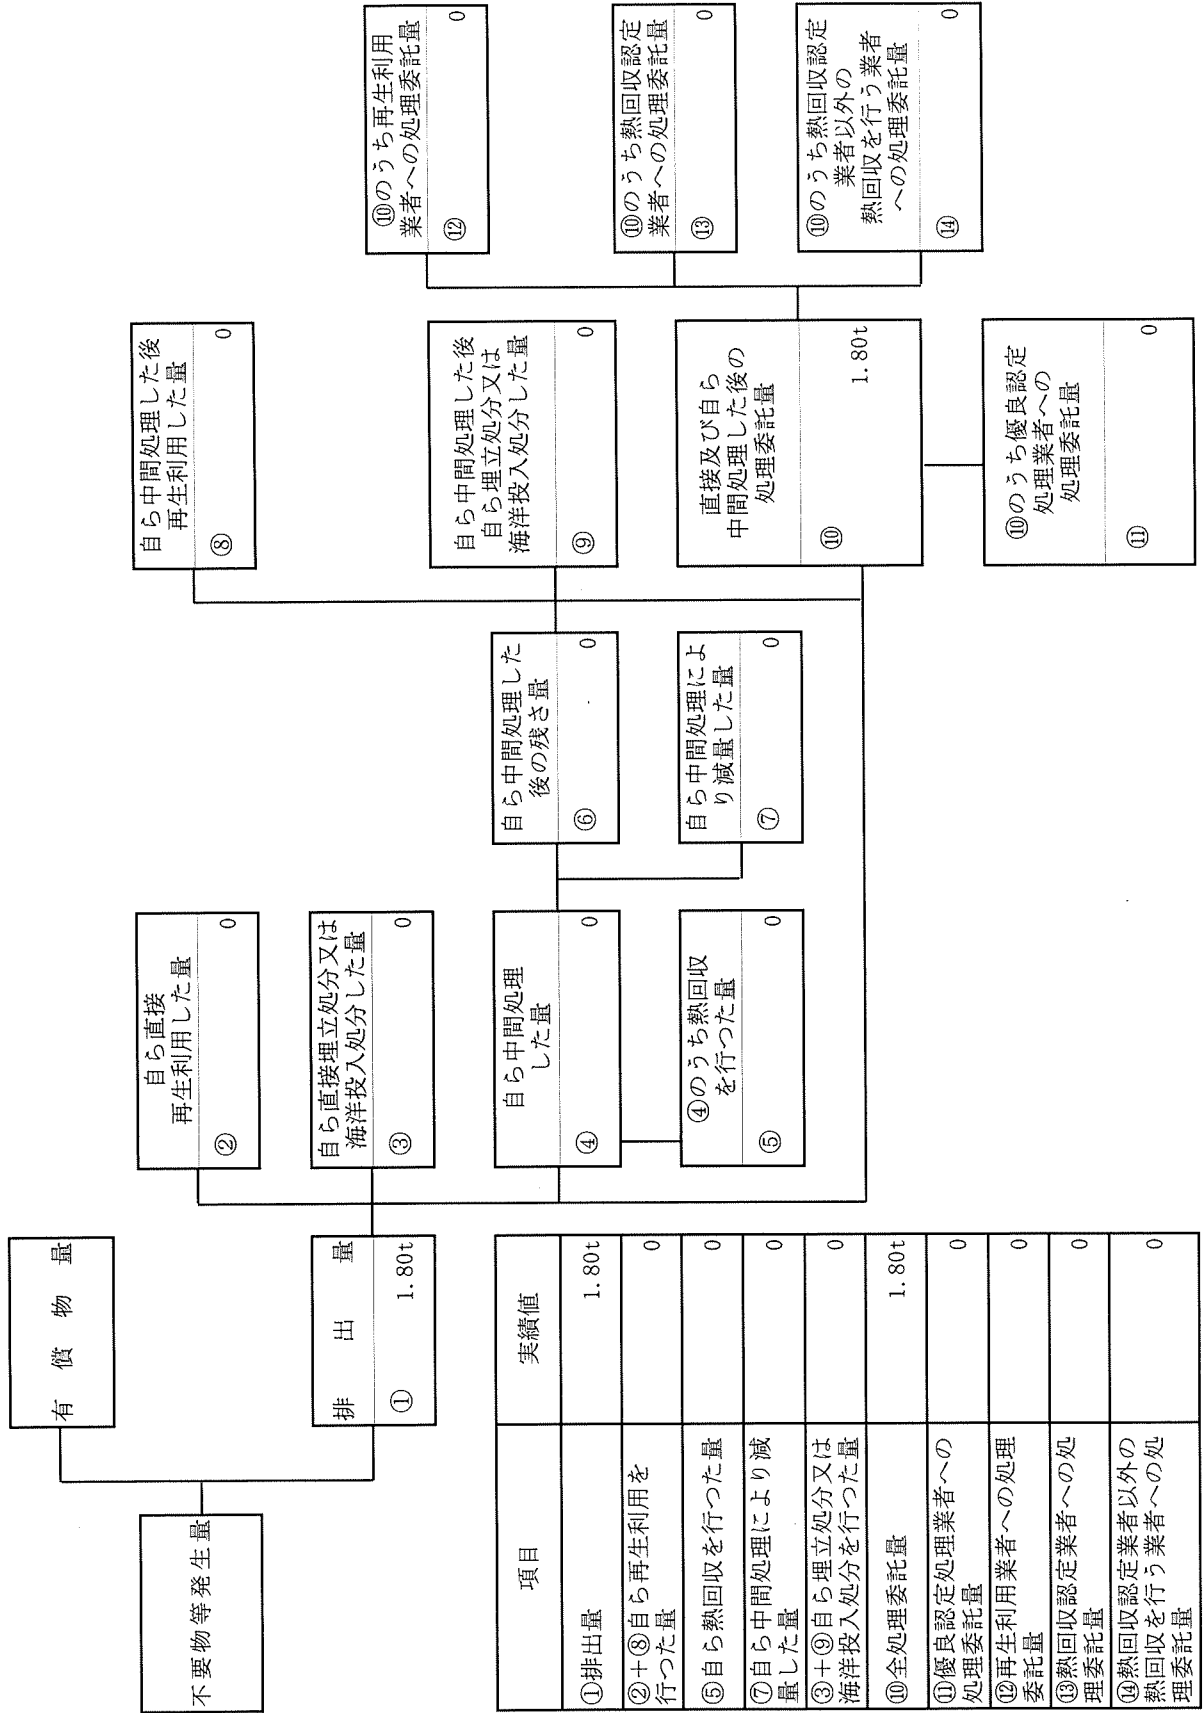 不要物等発生量
有償物量
排出量
① 1.80t
自ら直接
再生利用した量
② 0
自ら直接埋立処分又は
海洋投入処分した量
③ 0
自ら中間処理
した量
④ 0
④のうち熱回収
を行つた量
⑤ 0
自ら中間処理した
後の残さ量
⑥ 0
自ら中間処理によ
り減量した量
⑦ 0
自ら中間処理した後
再生利用した量
⑧ 0
自ら中間処理した後
自ら埋立処分又は
海洋投入処分した量
⑨ 0
直接及び自ら
中間処理した後の
処理委託量
⑩ 1.80t
⑩のうち優良認定
処理業者への
処理委託量
⑪ 0
⑩のうち再生利用
業者への処理委託量
⑫ 0
⑩のうち熱回収認定
業者への処理委託量
⑬ 0
⑩のうち熱回収認定
業者以外の
熱回収を行う業者
への処理委託量
⑭ 0
項目 実績値
①排出量 1.80t
②+⑧自ら再生利用を
行つた量 0
⑤自ら熱回収を行つた量 0
⑦自ら中間処理により減
量した量 0
③+⑨自ら埋立処分又は
海洋投入処分を行つた量 0
⑩全処理委託量 1.80t
⑪優良認定処理業者への
処理委託量 0
⑫再生利用業者への処理
委託量 0
⑬熱回収認定業者への処
理委託量 0
⑭熱回収認定業者以外の
熱回収を行う業者への処
理委託量 0